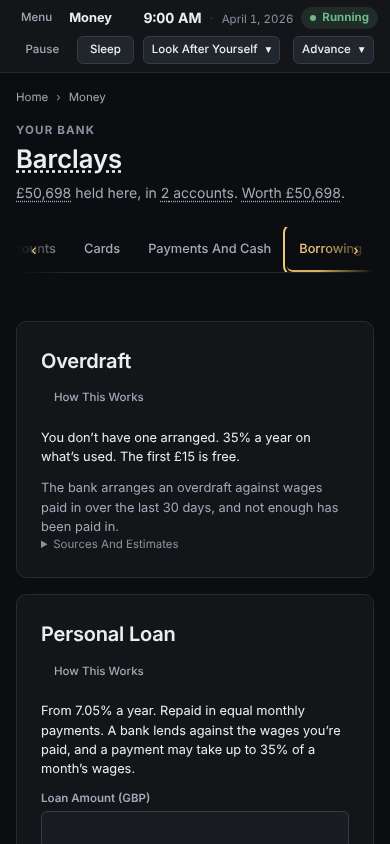 Menu Money 9:00 AM · April 1, 2026 Running
Pause Sleep Look After Yourself ▾ Advance ▾
Home › Money
YOUR BANK
Barclays
£50,698 held here, in 2 accounts. Worth £50,698.
‹ unts Cards Payments And Cash Borrowing ›
Overdraft
How This Works
You don’t have one arranged. 35% a year on
what’s used. The first £15 is free.
The bank arranges an overdraft against wages
paid in over the last 30 days, and not enough has
been paid in.
▶ Sources And Estimates
Personal Loan
How This Works
From 7.05% a year. Repaid in equal monthly
payments. A bank lends against the wages you’re
paid, and a payment may take up to 35% of a
month’s wages.
Loan Amount (GBP)